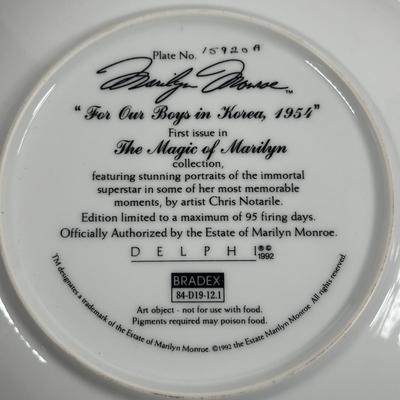 Plate No. 15920A
Marilyn Monroe™
"For Our Boys in Korea, 1954"
First issue in
The Magic of Marilyn
collection,
featuring stunning portraits of the immortal
superstar in some of her most memorable
moments, by artist Chris Notarile.
Edition limited to a maximum of 95 firing days.
Officially Authorized by the Estate of Marilyn Monroe.
DELPHI ®© 1992
BRADEX
84-D19-12.1
Art object - not for use with food.
Pigments required may poison food.
TM designates a trademark of the Estate of Marilyn Monroe. ©1992 the Estate Marilyn Monroe. All rights reserved.